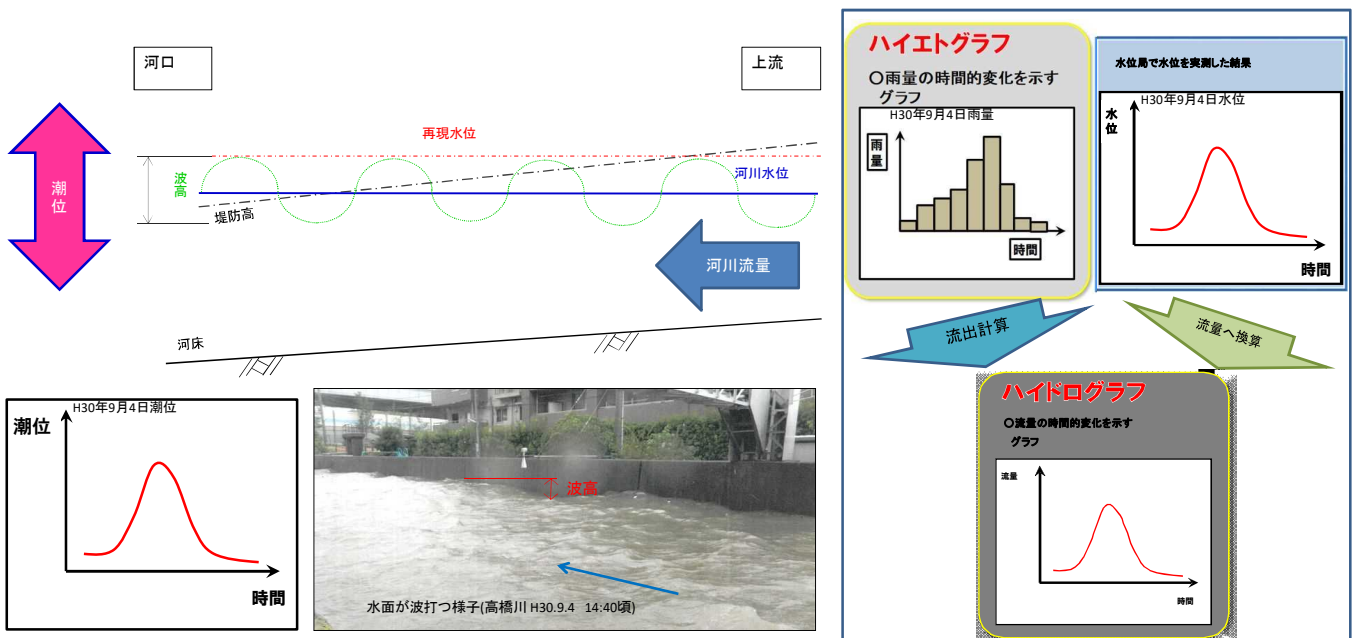 河口
上流
再現水位
潮位
波高
河川水位
堤防高
河川流量
河床
H30年9月4日潮位
潮位
時間
波高
水面が波打つ様子(高橋川 H30.9.4 14:40頃)
ハイエトグラフ
〇雨量の時間的変化を示す
グラフ
H30年9月4日雨量
雨量
時間
水位局で水位を実測した結果
H30年9月4日水位
水位
時間
流出計算
流量へ換算
ハイドログラフ
〇流量の時間的変化を示す
グラフ
流量
時間